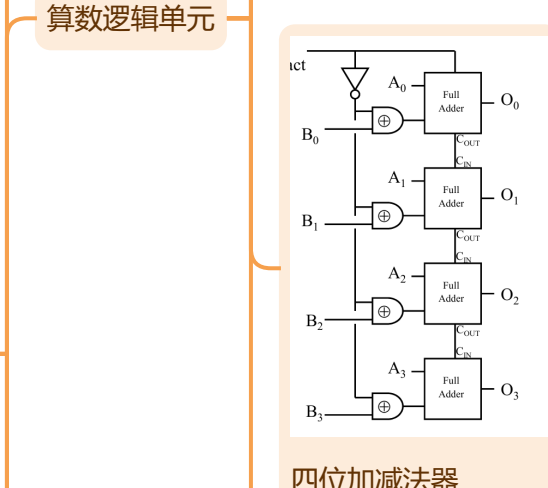 算数逻辑单元
act
A0
Full
Adder
O0
B0
COUT
CIN
A1
Full
Adder
O1
B1
COUT
CIN
A2
Full
Adder
O2
B2
COUT
CIN
A3
Full
Adder
O3
B3
四位加减法器